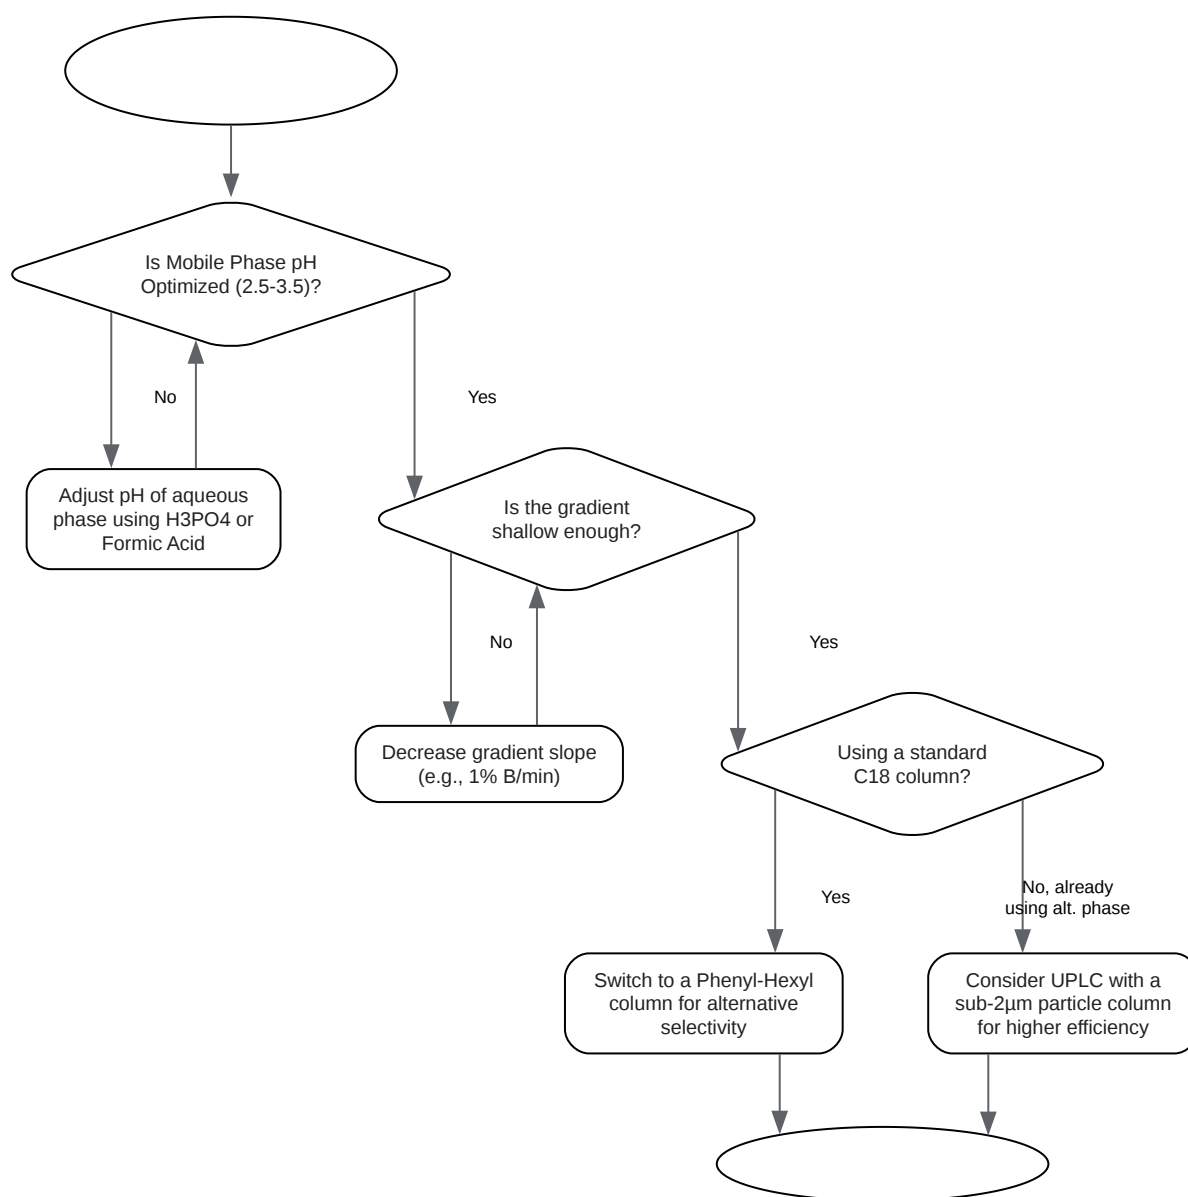 Is Mobile Phase pH
Optimized (2.5-3.5)?
No
Yes
Adjust pH of aqueous
phase using H3PO4 or
Formic Acid
Is the gradient
shallow enough?
No
Yes
Decrease gradient slope
(e.g., 1% B/min)
Using a standard
C18 column?
Yes
No, already
using alt. phase
Switch to a Phenyl-Hexyl
column for alternative
selectivity
Consider UPLC with a
sub-2µm particle column
for higher efficiency